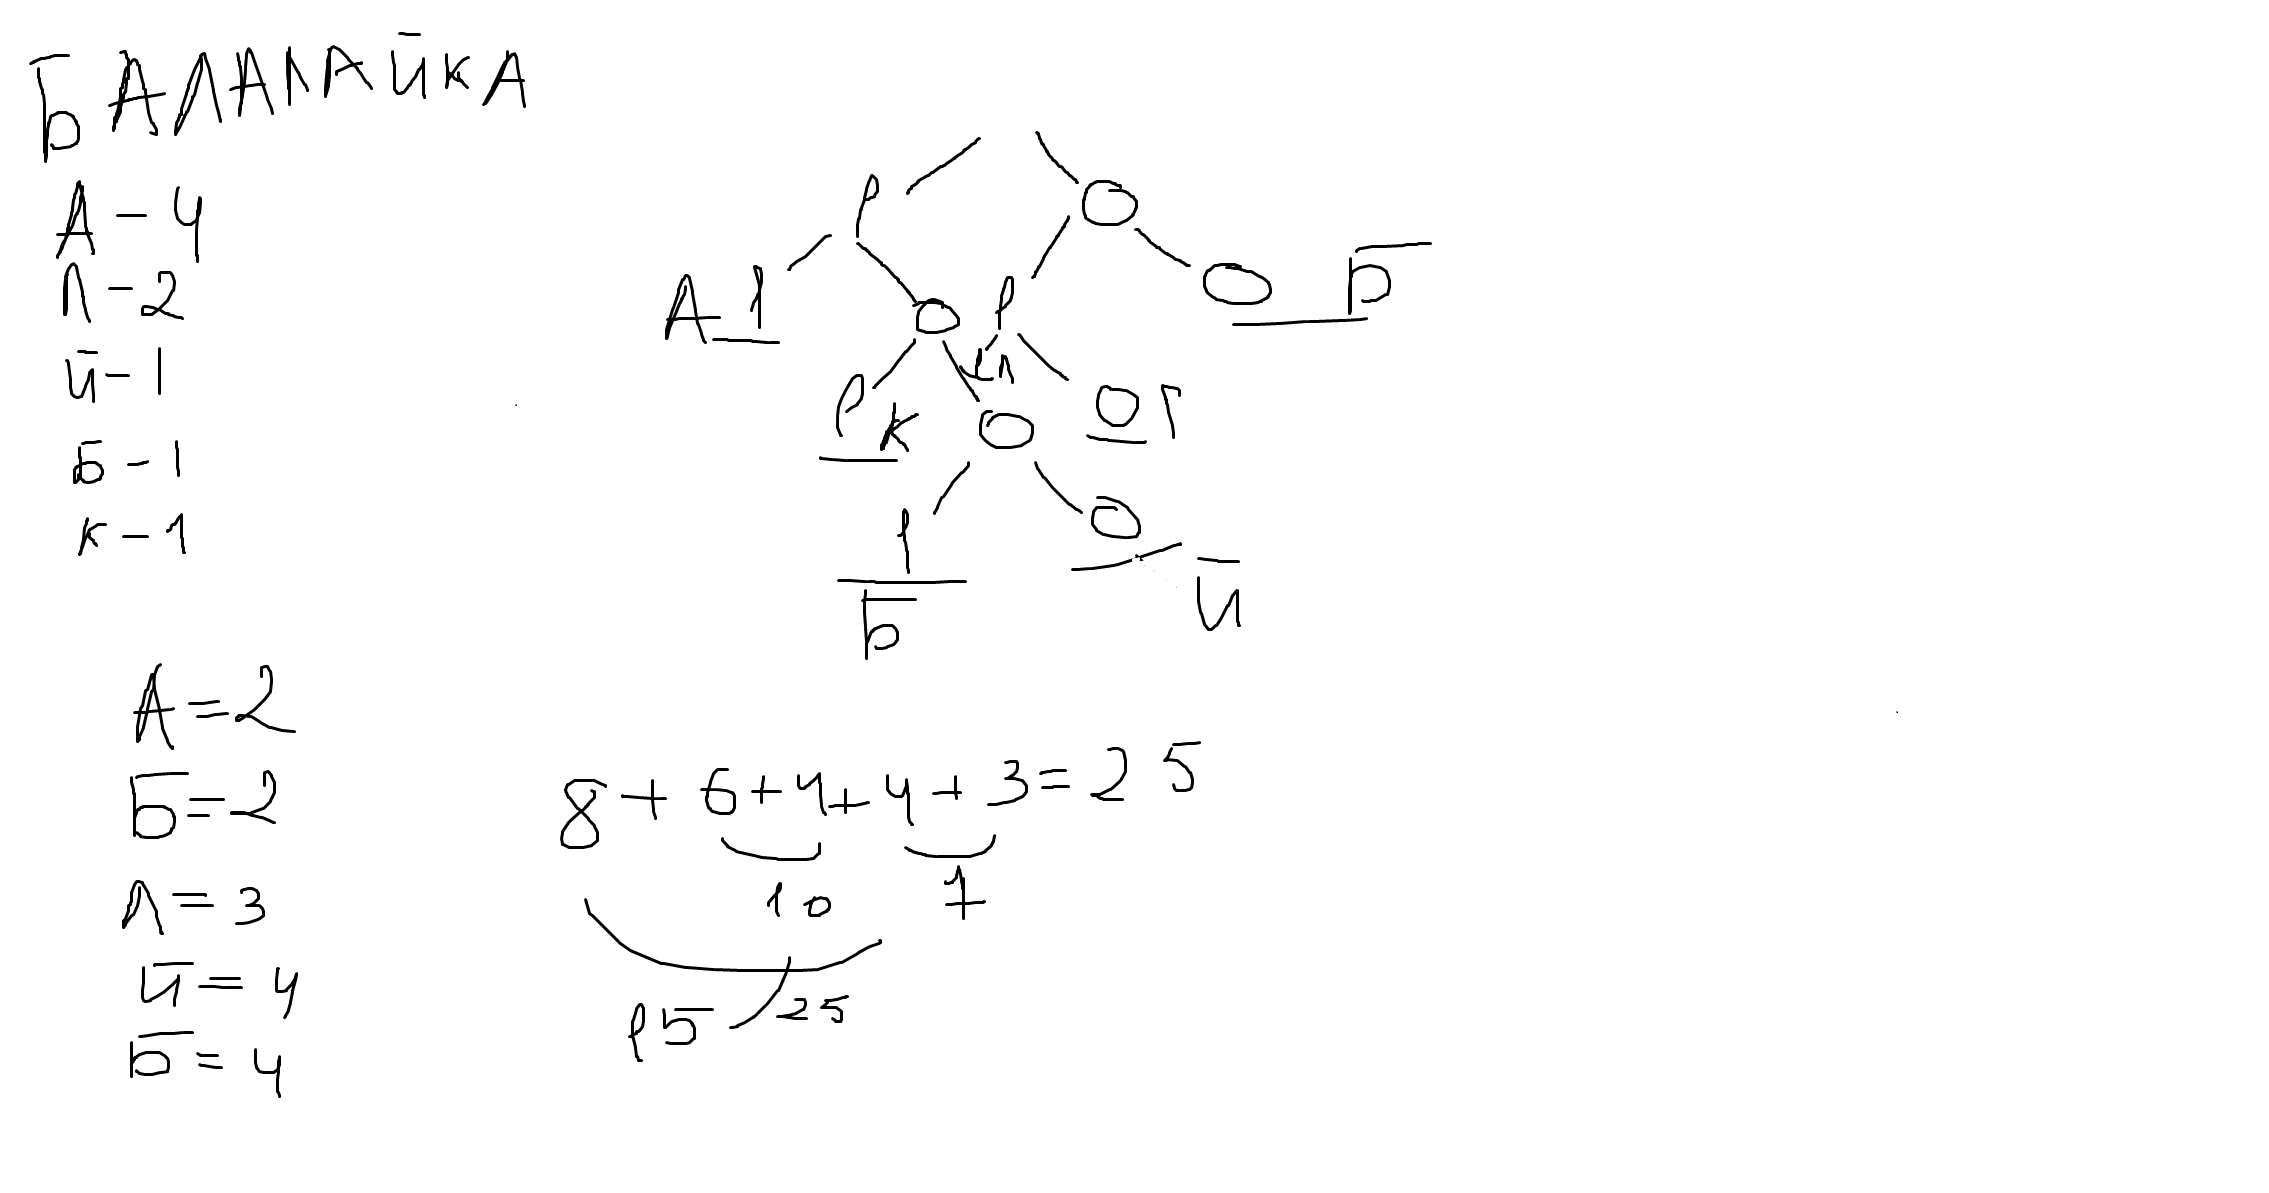 БАЛАЛАЙКА
А - 4
Л - 2
Й - 1
Б - 1
К - 1
1 0
А 1 0 1 0 Б
1 К 0 1 Л 0 Г
1 0
Б Й
А = 2
Б = 2
Л = 3
Й = 4
Б = 4
8 + 6 + 4 + 4 + 3 = 25
10 7
15 25